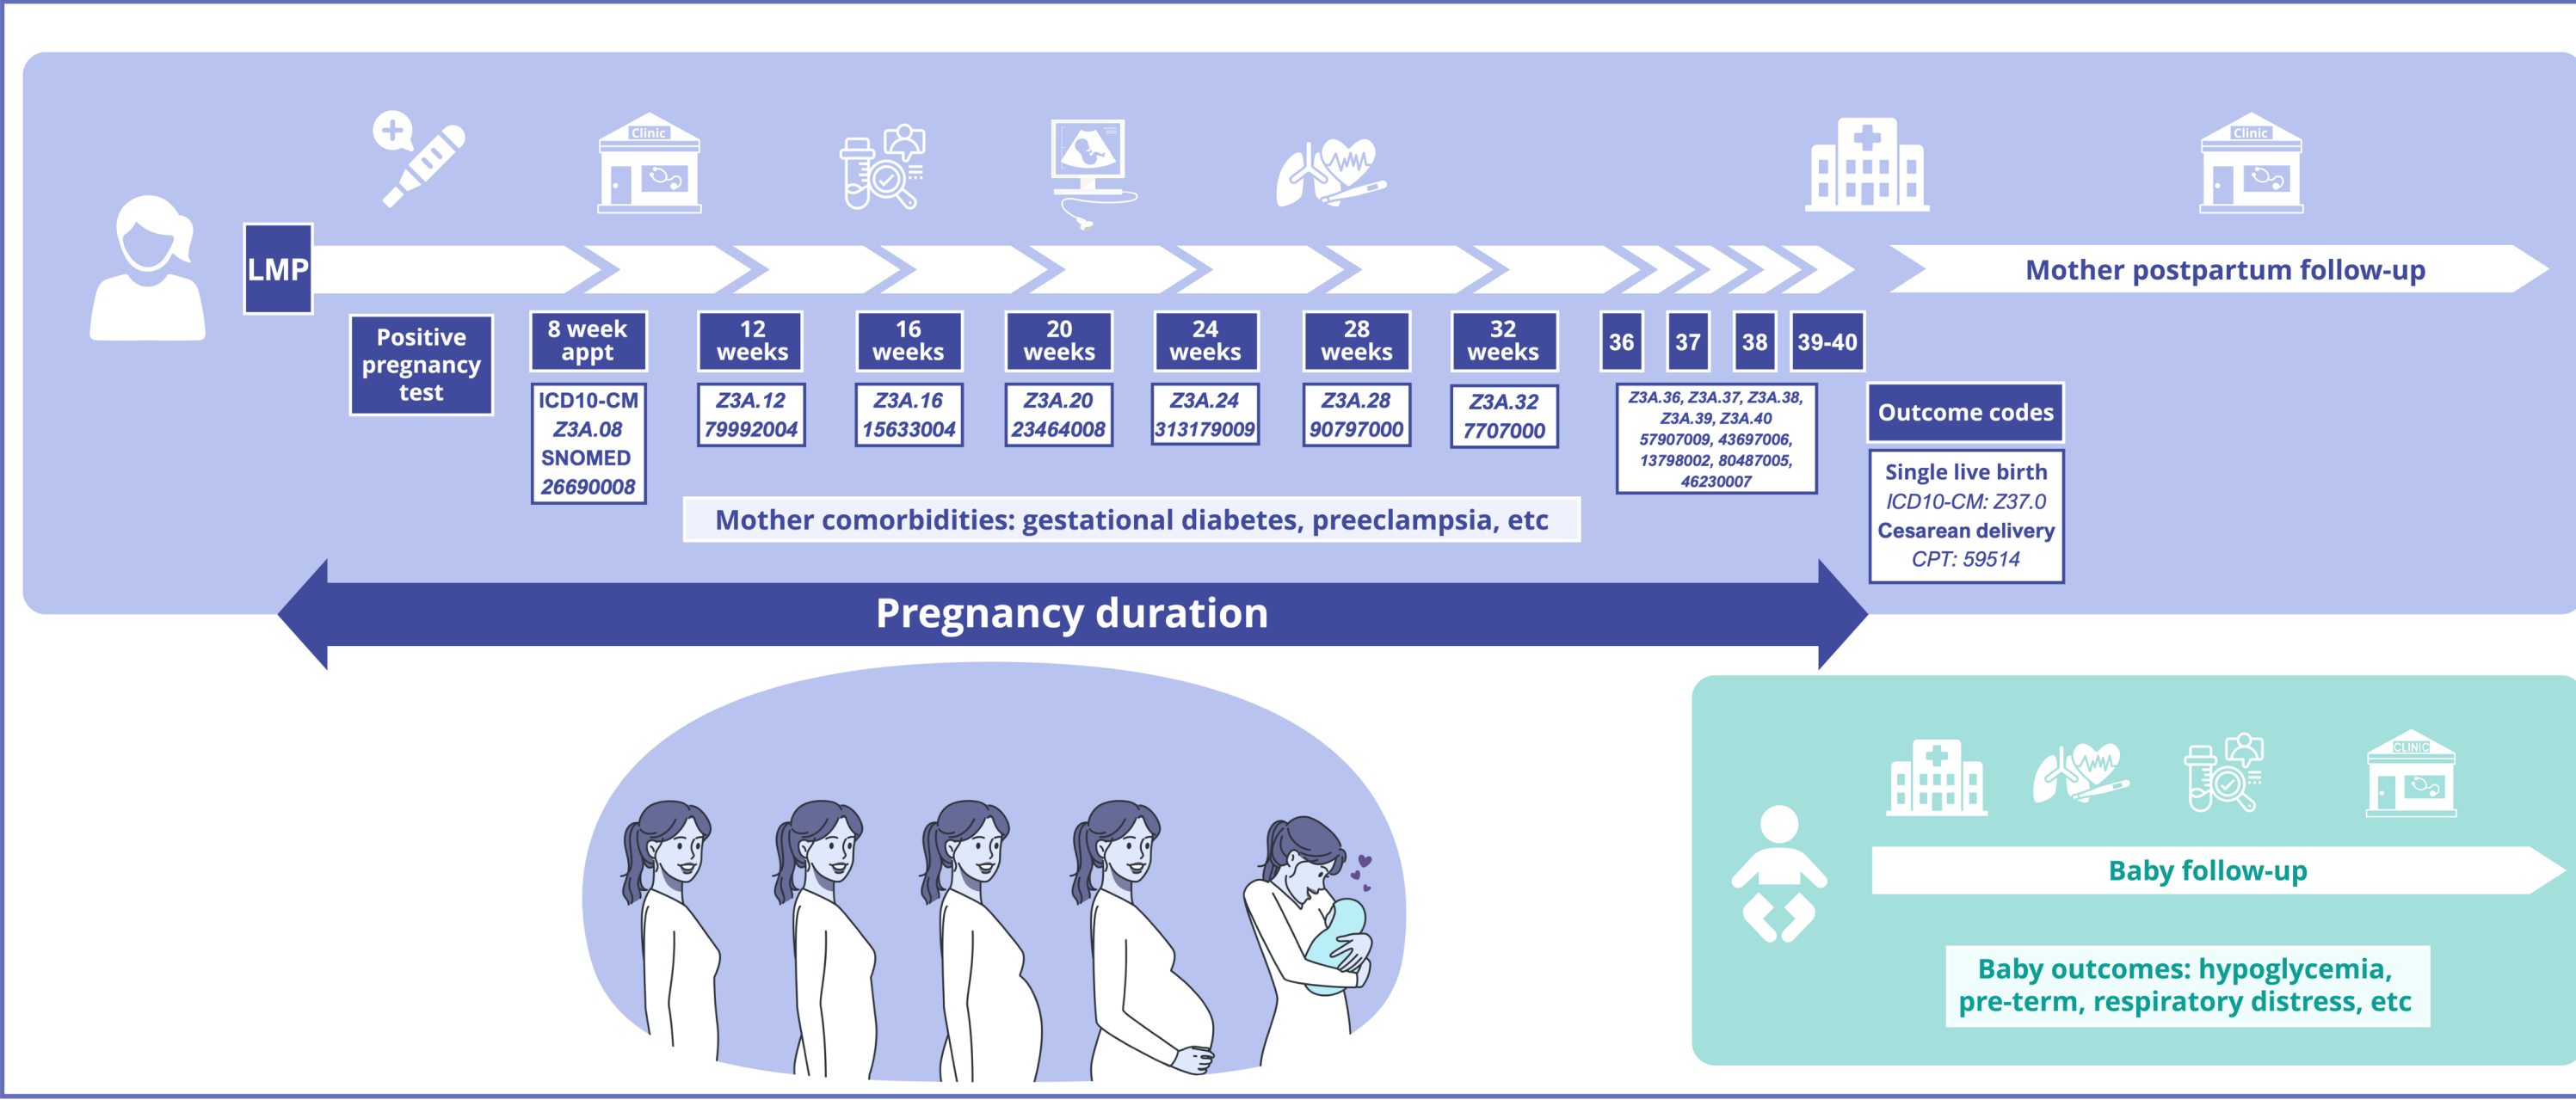 Clinic
Clinic
LMP
Mother postpartum follow-up
Positive
pregnancy
test
8 week
appt
12
weeks
16
weeks
20
weeks
24
weeks
28
weeks
32
weeks
36
37
38
39-40
ICD10-CM
Z3A.08
SNOMED
26690008
Z3A.12
79992004
Z3A.16
15633004
Z3A.20
23464008
Z3A.24
313179009
Z3A.28
90797000
Z3A.32
7707000
Z3A.36, Z3A.37, Z3A.38,
Z3A.39, Z3A.40
57907009, 43697006,
13798002, 80487005,
46230007
Outcome codes
Single live birth
ICD10-CM: Z37.0
Cesarean delivery
CPT: 59514
Mother comorbidities: gestational diabetes, preeclampsia, etc
Pregnancy duration
CLINIC
Baby follow-up
Baby outcomes: hypoglycemia,
pre-term, respiratory distress, etc